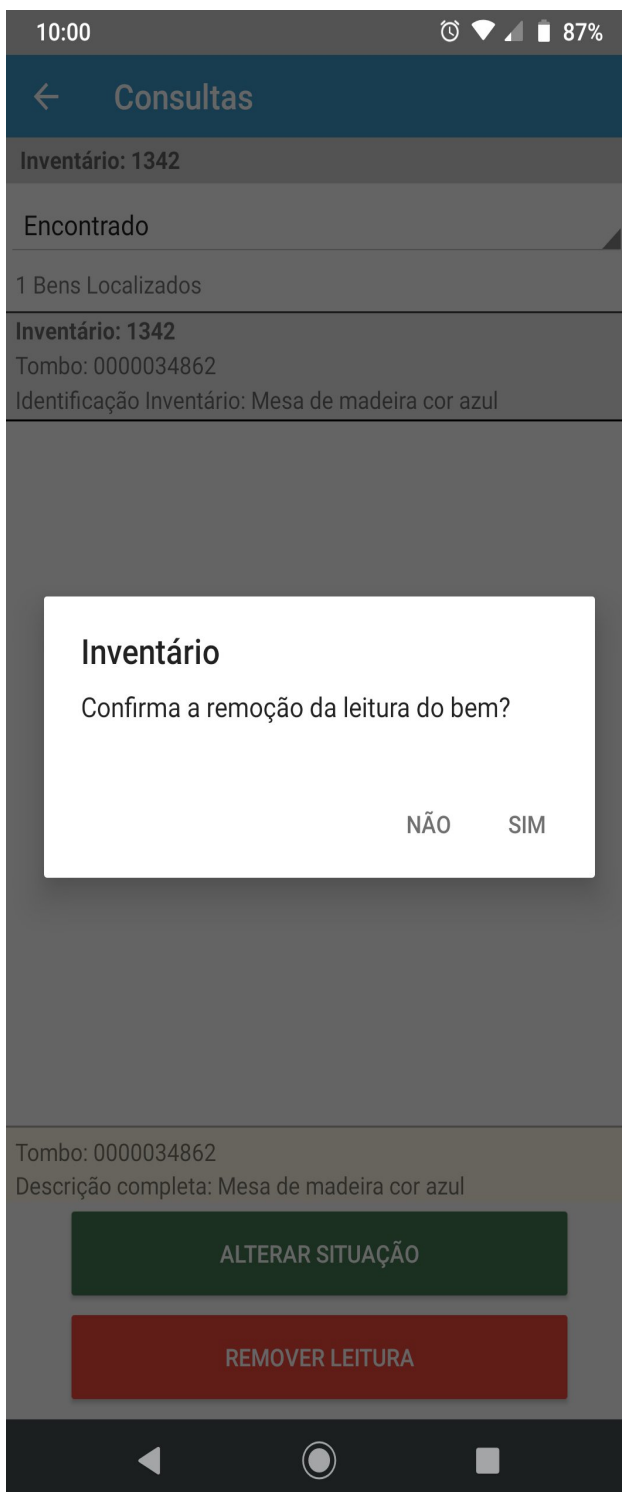 10:00 87%
Consultas
Inventário: 1342
Encontrado
1 Bens Localizados
Inventário: 1342
Tombo: 0000034862
Identificação Inventário: Mesa de madeira cor azul
Inventário
Confirma a remoção da leitura do bem?
NÃO SIM
Tombo: 0000034862
Descrição completa: Mesa de madeira cor azul
ALTERAR SITUAÇÃO
REMOVER LEITURA